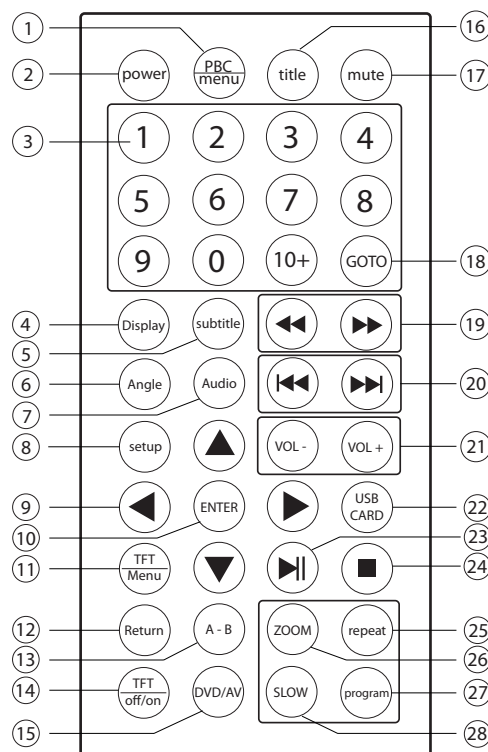 1
16
2
power
PBC
menu
title
mute
17
3
1
2
3
4
5
6
7
8
9
0
10+
GOTO
18
4
Display
subtitle
19
5
6
Angle
Audio
20
7
8
setup
VOL -
VOL +
21
9
ENTER
USB
CARD
22
10
23
11
TFT
Menu
24
12
Return
A - B
ZOOM
repeat
25
13
26
14
TFT
off/on
DVD/AV
SLOW
program
27
15
28